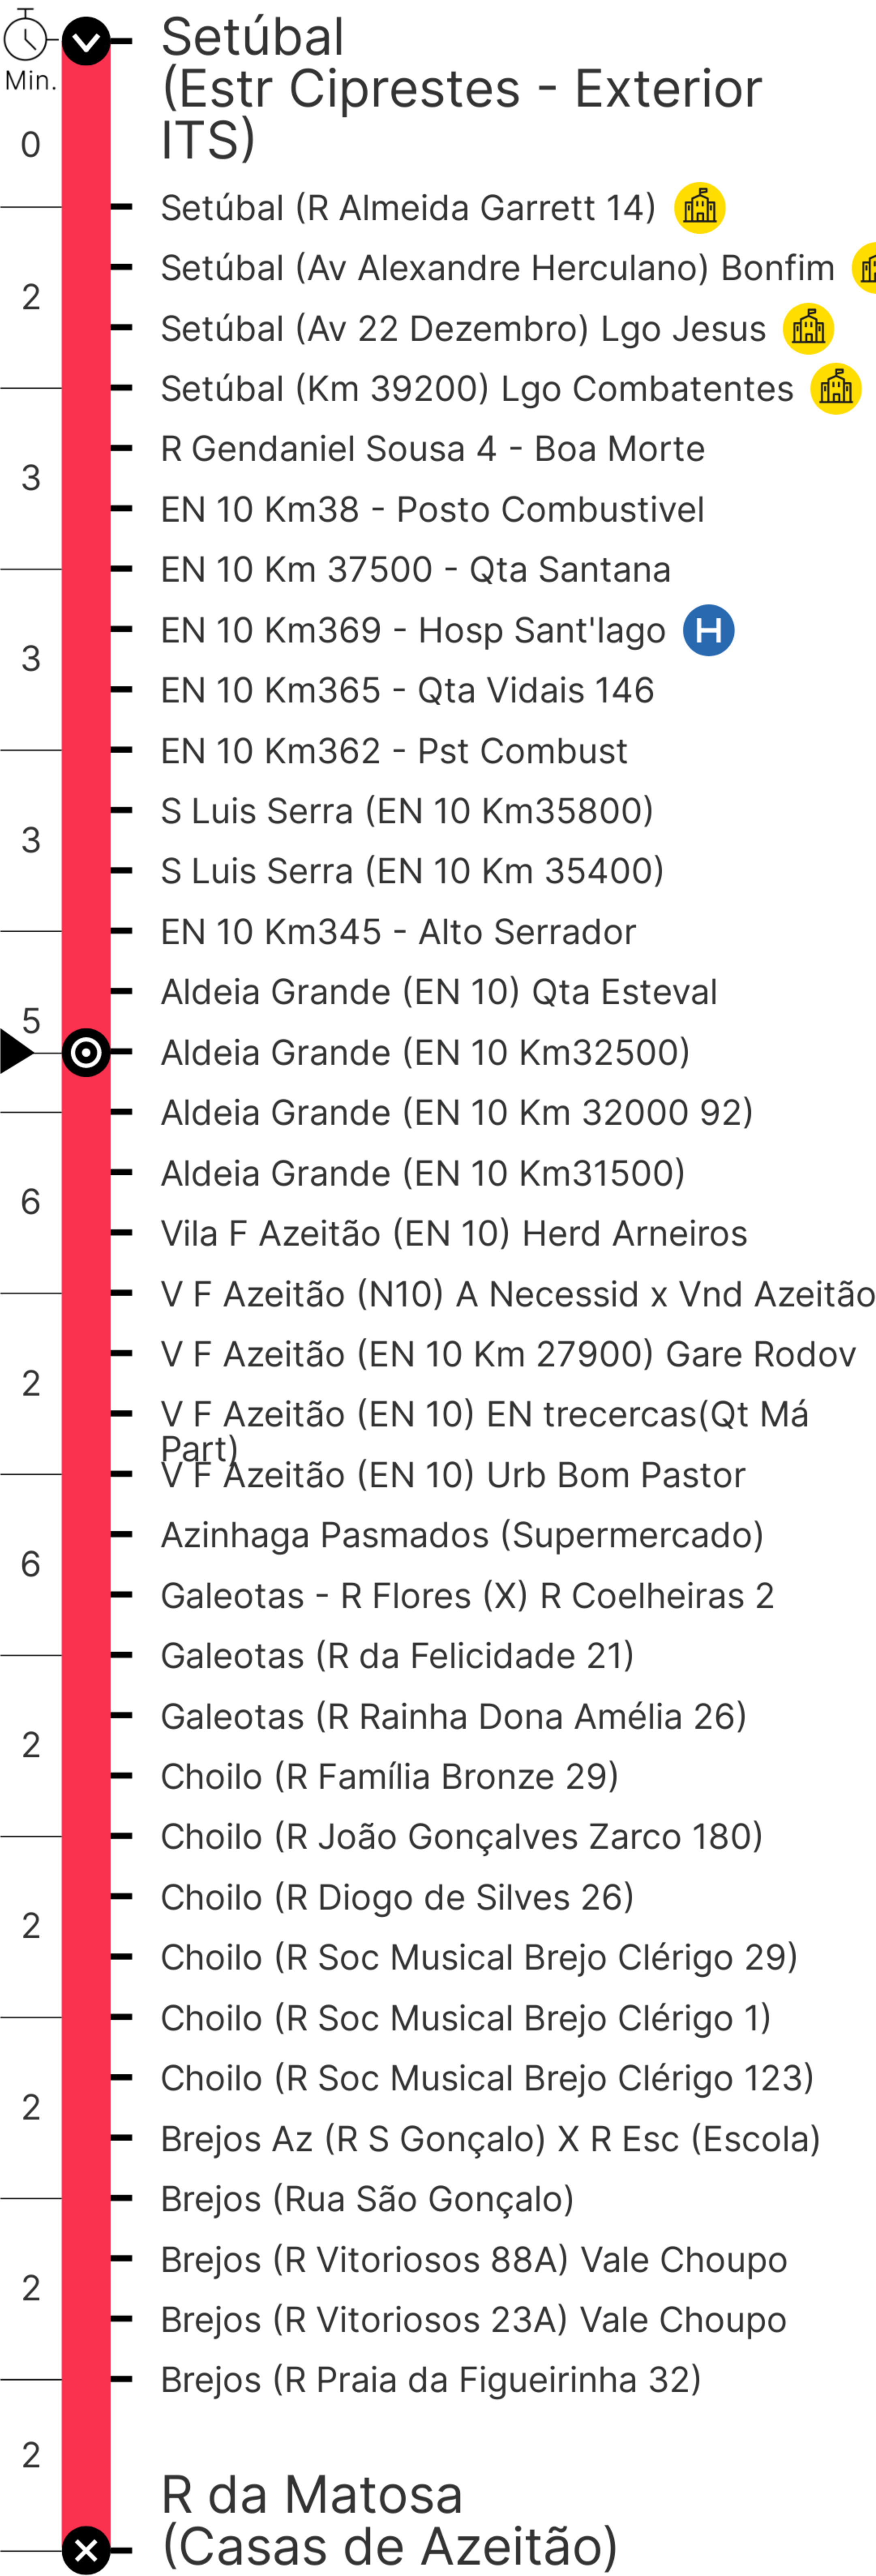 Setúbal
(Estr Ciprestes - Exterior
ITS)
Min.
0
Setúbal (R Almeida Garrett 14)
Setúbal (Av Alexandre Herculano) Bonfim
2
Setúbal (Av 22 Dezembro) Lgo Jesus
Setúbal (Km 39200) Lgo Combatentes
R Gendaniel Sousa 4 - Boa Morte
3
EN 10 Km38 - Posto Combustivel
EN 10 Km 37500 - Qta Santana
EN 10 Km369 - Hosp Sant'Iago H
3
EN 10 Km365 - Qta Vidais 146
EN 10 Km362 - Pst Combust
S Luis Serra (EN 10 Km35800)
3
S Luis Serra (EN 10 Km 35400)
EN 10 Km345 - Alto Serrador
Aldeia Grande (EN 10) Qta Esteval
5
Aldeia Grande (EN 10 Km32500)
Aldeia Grande (EN 10 Km 32000 92)
Aldeia Grande (EN 10 Km31500)
6
Vila F Azeitão (EN 10) Herd Arneiros
V F Azeitão (N10) A Necessid x Vnd Azeitão
V F Azeitão (EN 10 Km 27900) Gare Rodov
2
V F Azeitão (EN 10) EN trecercas(Qt Má
Part)
V F Azeitão (EN 10) Urb Bom Pastor
Azinhaga Pasmados (Supermercado)
6
Galeotas - R Flores (X) R Coelheiras 2
Galeotas (R da Felicidade 21)
Galeotas (R Rainha Dona Amélia 26)
2
Choilo (R Família Bronze 29)
Choilo (R João Gonçalves Zarco 180)
Choilo (R Diogo de Silves 26)
2
Choilo (R Soc Musical Brejo Clérigo 29)
Choilo (R Soc Musical Brejo Clérigo 1)
Choilo (R Soc Musical Brejo Clérigo 123)
2
Brejos Az (R S Gonçalo) X R Esc (Escola)
Brejos (Rua São Gonçalo)
Brejos (R Vitoriosos 88A) Vale Choupo
2
Brejos (R Vitoriosos 23A) Vale Choupo
Brejos (R Praia da Figueirinha 32)
2
R da Matosa
(Casas de Azeitão)